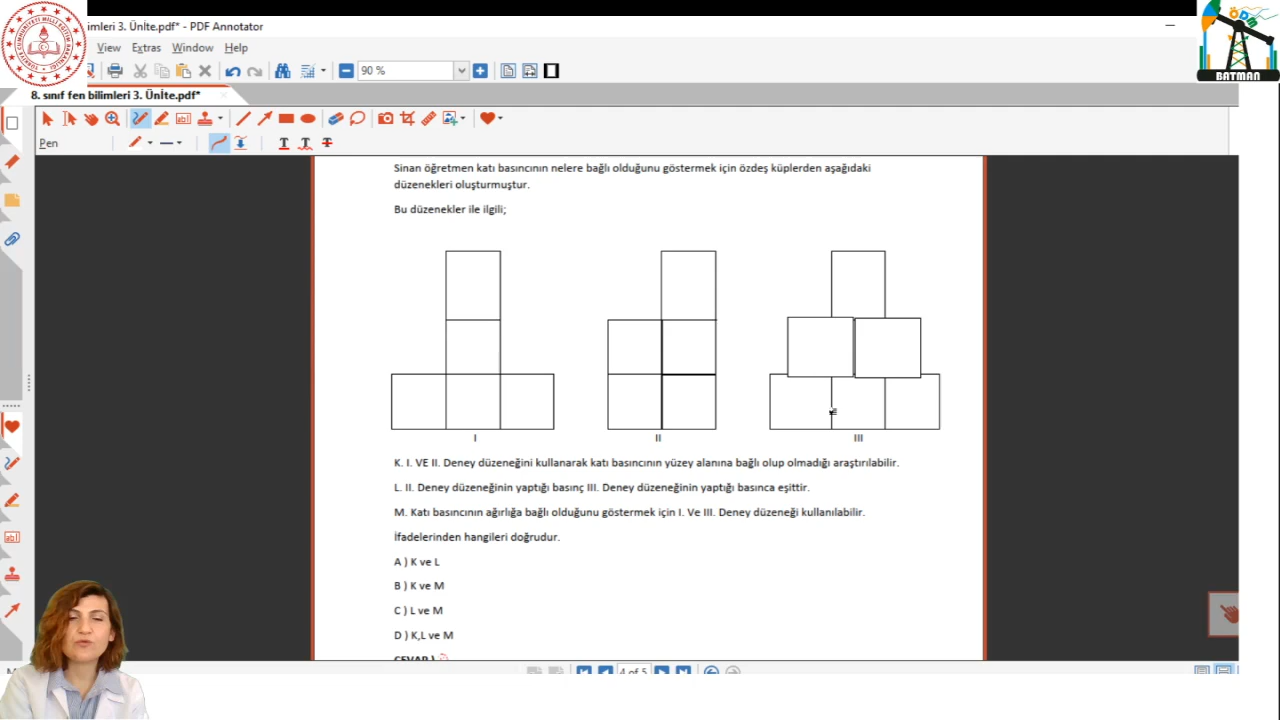 imleri 3. Ünlte.pdf* - PDF Annotator
View Extras Window Help
90 %
8. sınıf fen bilimleri 3. Ünlte.pdf*
Pen
Sinan öğretmen katı basıncının nelere bağlı olduğunu göstermek için özdeş küplerden aşağıdaki
düzenekleri oluşturmuştur.
Bu düzenekler ile ilgili;
I II III
K. I. VE II. Deney düzeneğini kullanarak katı basıncının yüzey alanına bağlı olup olmadığı araştırılabilir.
L. II. Deney düzeneğinin yaptığı basınç III. Deney düzeneğinin yaptığı basınca eşittir.
M. Katı basıncının ağırlığa bağlı olduğunu göstermek için I. Ve III. Deney düzeneği kullanılabilir.
İfadelerinden hangileri doğrudur.
A ) K ve L
B ) K ve M
C ) L ve M
D ) K,L ve M
CEVAP )
4 of 5
BATMAN